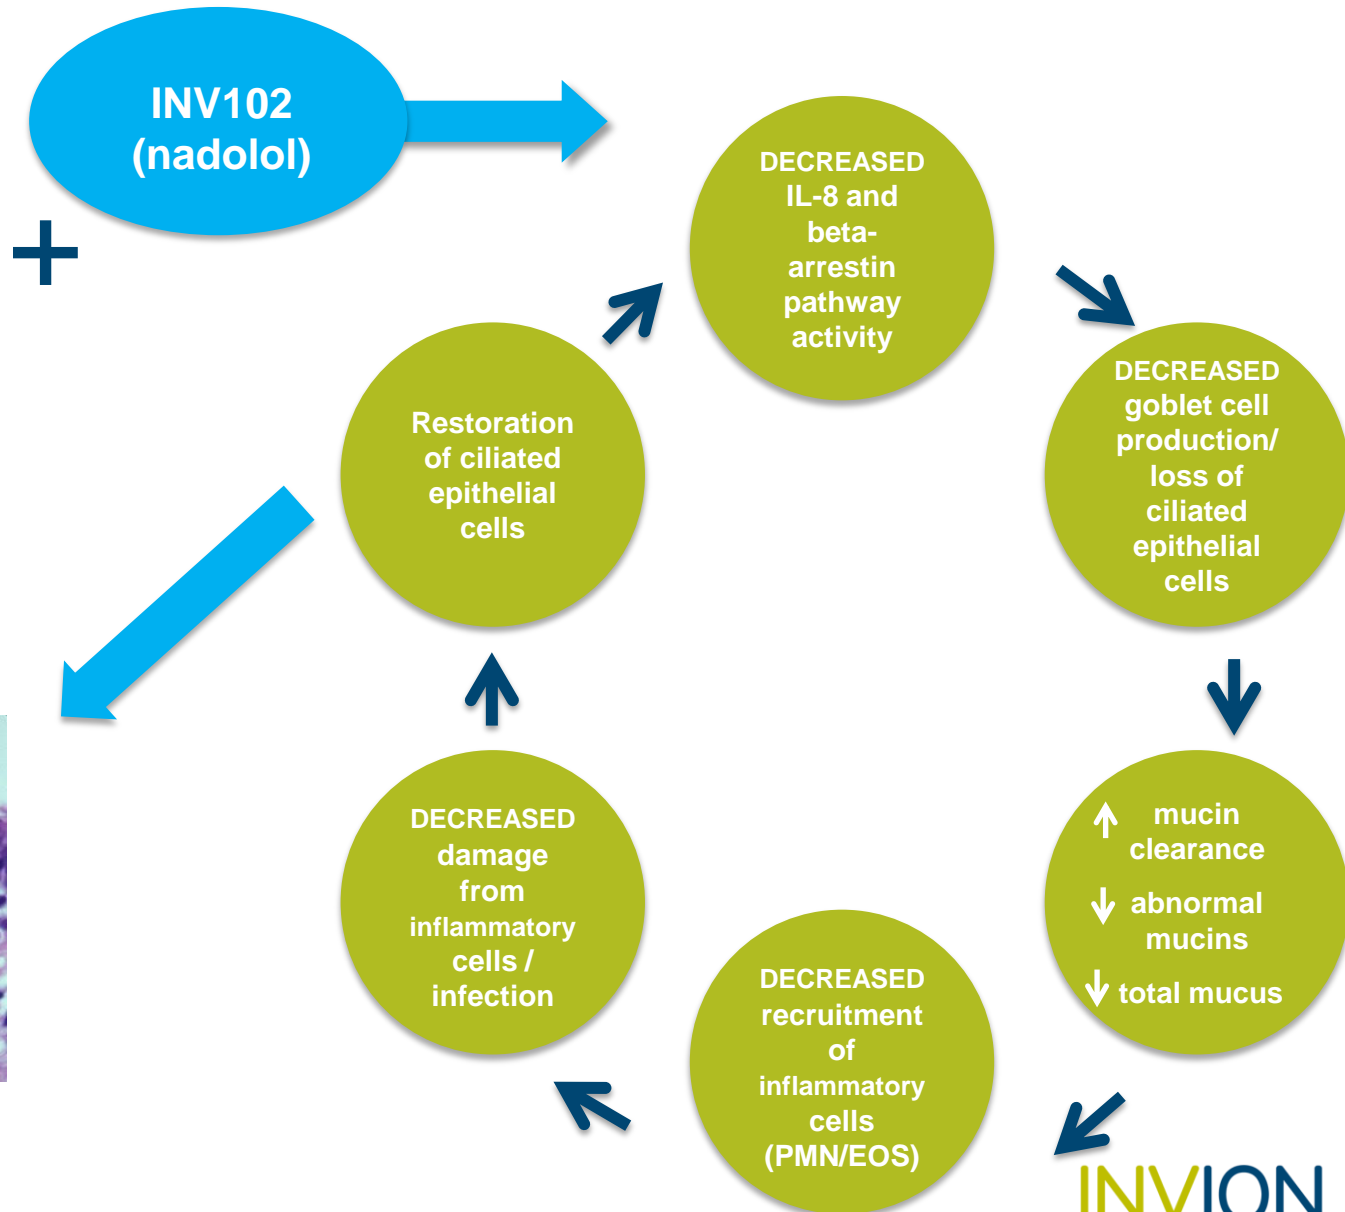 INV102
(nadolol)
+
DECREASED
IL-8 and
beta-
arrestin
pathway
activity
DECREASED
goblet cell
production/
loss of
ciliated
epithelial
cells
↑ mucin
clearance
↓ abnormal
mucins
↓ total mucus
DECREASED
recruitment
of
inflammatory
cells
(PMN/EOS)
DECREASED
damage
from
inflammatory
cells /
infection
Restoration
of ciliated
epithelial
cells
INVION